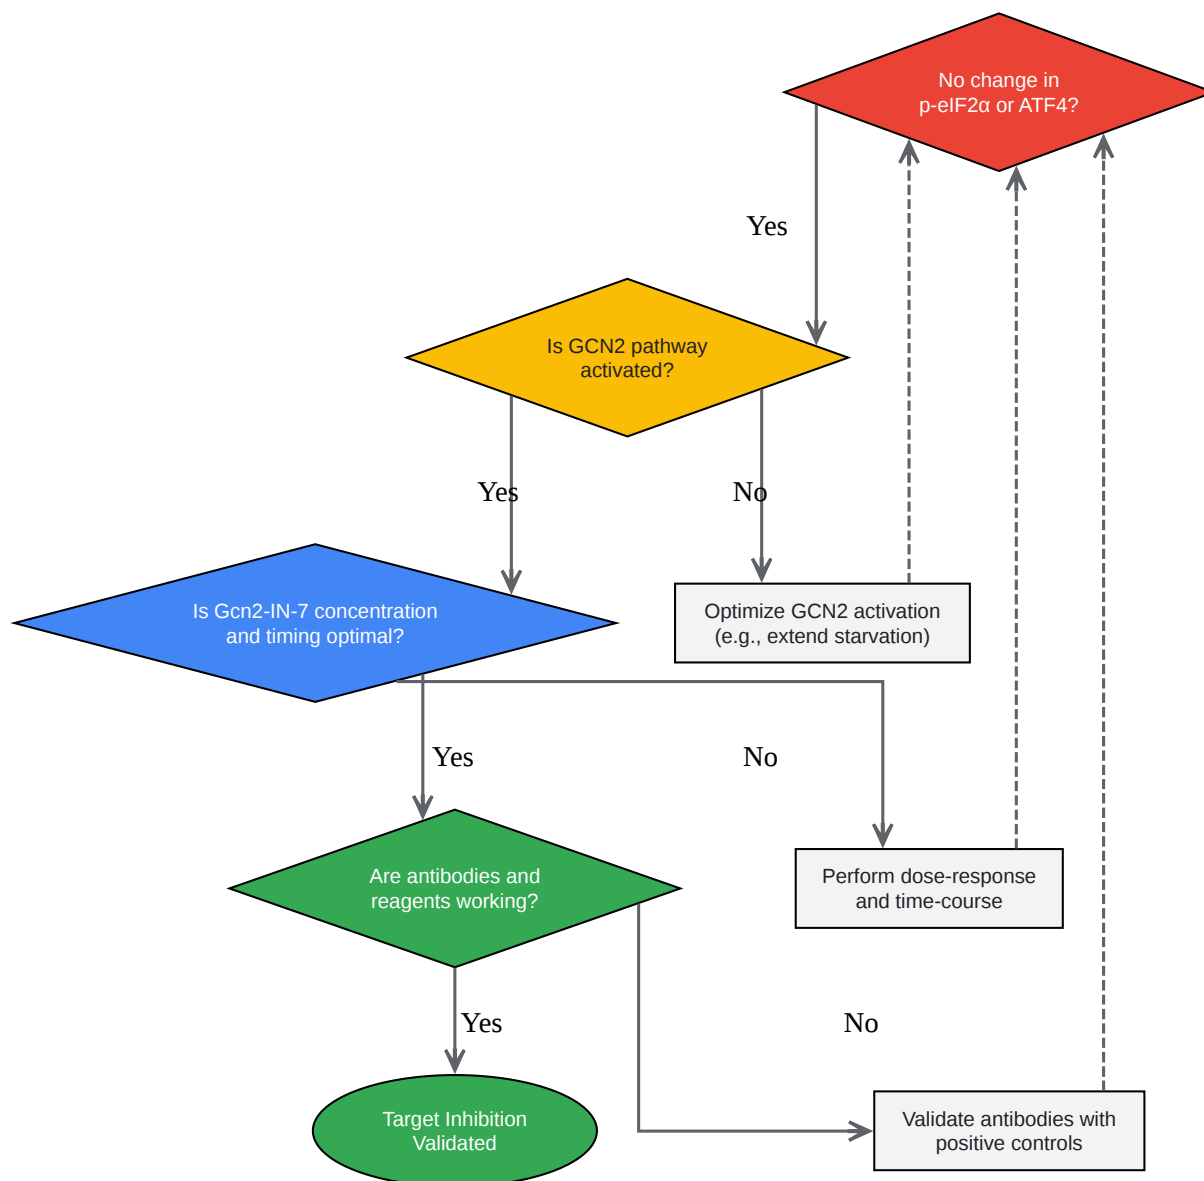 No change in
p-eIF2α or ATF4?
Yes
Is GCN2 pathway
activated?
Yes
No
Is Gcn2-IN-7 concentration
and timing optimal?
Optimize GCN2 activation
(e.g., extend starvation)
Yes
No
Are antibodies and
reagents working?
Perform dose-response
and time-course
Yes
No
Target Inhibition
Validated
Validate antibodies with
positive controls